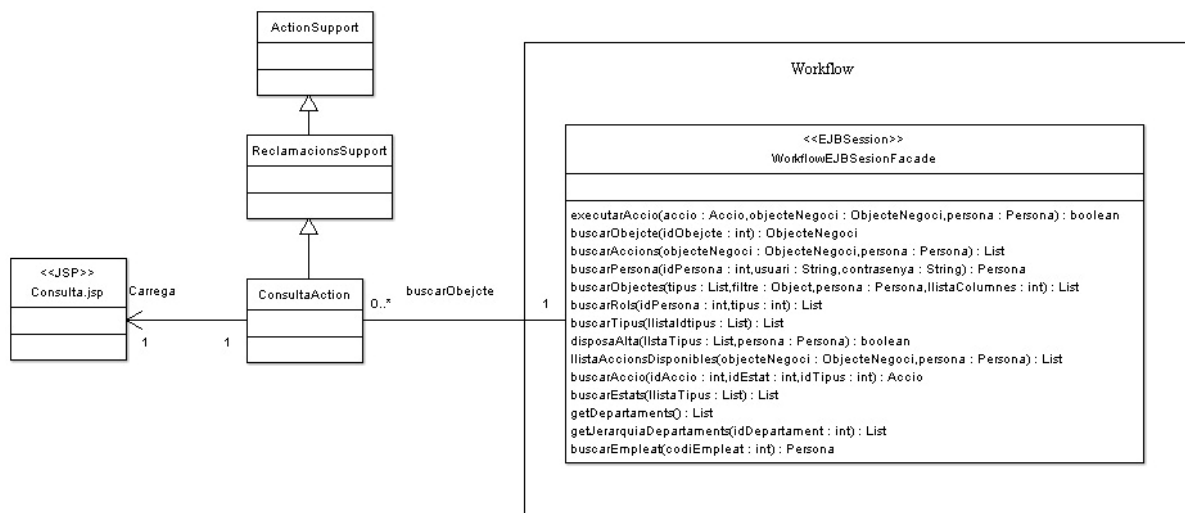 ActionSupport
Workflow
ReclamacionsSupport
<<EJBSession>>
WorkflowEJBSesionFacade
executarAccio(accio : Accio,objecteNegoci : ObjecteNegoci,persona : Persona) : boolean
buscarObejcte(idObejcte : int) : ObjecteNegoci
buscarAccions(objecteNegoci : ObjecteNegoci,persona : Persona) : List
buscarPersona(idPersona : int,usuari : String,contrasenya : String) : Persona
buscarObjectes(tipus : List,filtre : Object,persona : Persona,llistaColumnes : int) : List
buscarRols(idPersona : int,tipus : int) : List
buscarTipus(llistaIdtipus : List) : List
disposaAlta(llstaTipus : List,persona : Persona) : boolean
llistaAccionsDisponibles(objecteNegoci : ObjecteNegoci,persona : Persona) : List
buscarAccio(idAccio : int,idEstat : int,idTipus : int) : Accio
buscarEstats(llistaTipus : List) : List
getDepartaments() : List
getJerarquiaDepartaments(idDepartament : int) : List
buscarEmpleat(codiEmpleat : int) : Persona
<<JSP>>
Consulta.jsp
Carrega
1
1
ConsultaAction
0..*
buscarObejcte
1